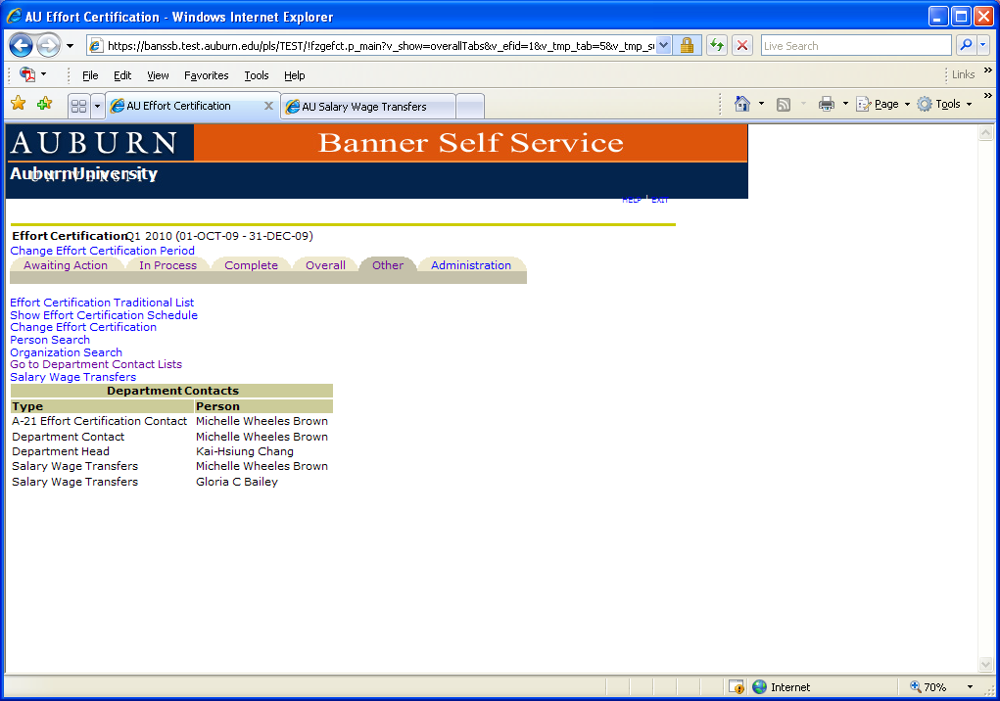 AU Effort Certification - Windows Internet Explorer
https://banssb.test.auburn.edu/pls/TEST/!fzgefct.p_main?v_show=overallTabs&v_efid=1&v_tmp_tab=5&v_tmp_su
Live Search
File Edit View Favorites Tools Help
Links »
AU Effort Certification
AU Salary Wage Transfers
Page Tools »
AUBURN Banner Self Service
AuburnUniversity
UNIVERSITY
HELP | EXIT
Effort Certification Q1 2010 (01-OCT-09 - 31-DEC-09)
Change Effort Certification Period
Awaiting Action In Process Complete Overall Other Administration
Effort Certification Traditional List
Show Effort Certification Schedule
Change Effort Certification
Person Search
Organization Search
Go to Department Contact Lists
Salary Wage Transfers
Department Contacts
Type Person
A-21 Effort Certification Contact Michelle Wheeles Brown
Department Contact Michelle Wheeles Brown
Department Head Kai-Hsiung Chang
Salary Wage Transfers Michelle Wheeles Brown
Salary Wage Transfers Gloria C Bailey
Internet 70%